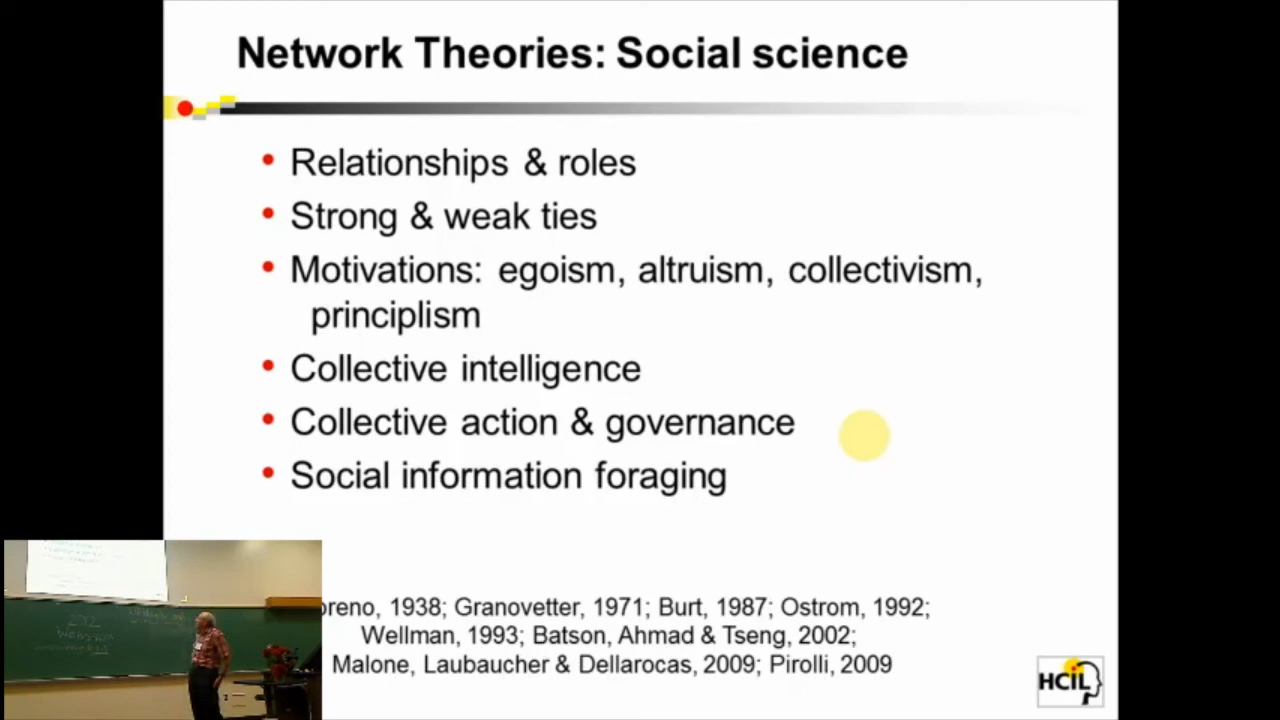 Network Theories: Social science
• Relationships & roles
• Strong & weak ties
• Motivations: egoism, altruism, collectivism,
principlism
• Collective intelligence
• Collective action & governance
• Social information foraging
oreno, 1938; Granovetter, 1971; Burt, 1987; Ostrom, 1992;
Wellman, 1993; Batson, Ahmad & Tseng, 2002;
Malone, Laubaucher & Dellarocas, 2009; Pirolli, 2009
HCIL